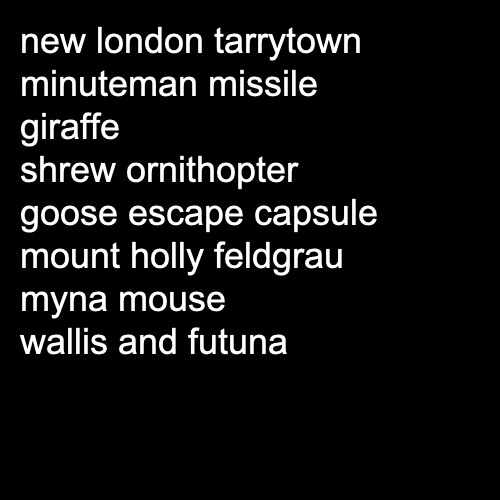 new london tarrytown
minuteman missile
giraffe
shrew ornithopter
goose escape capsule
mount holly feldgrau
myna mouse
wallis and futuna